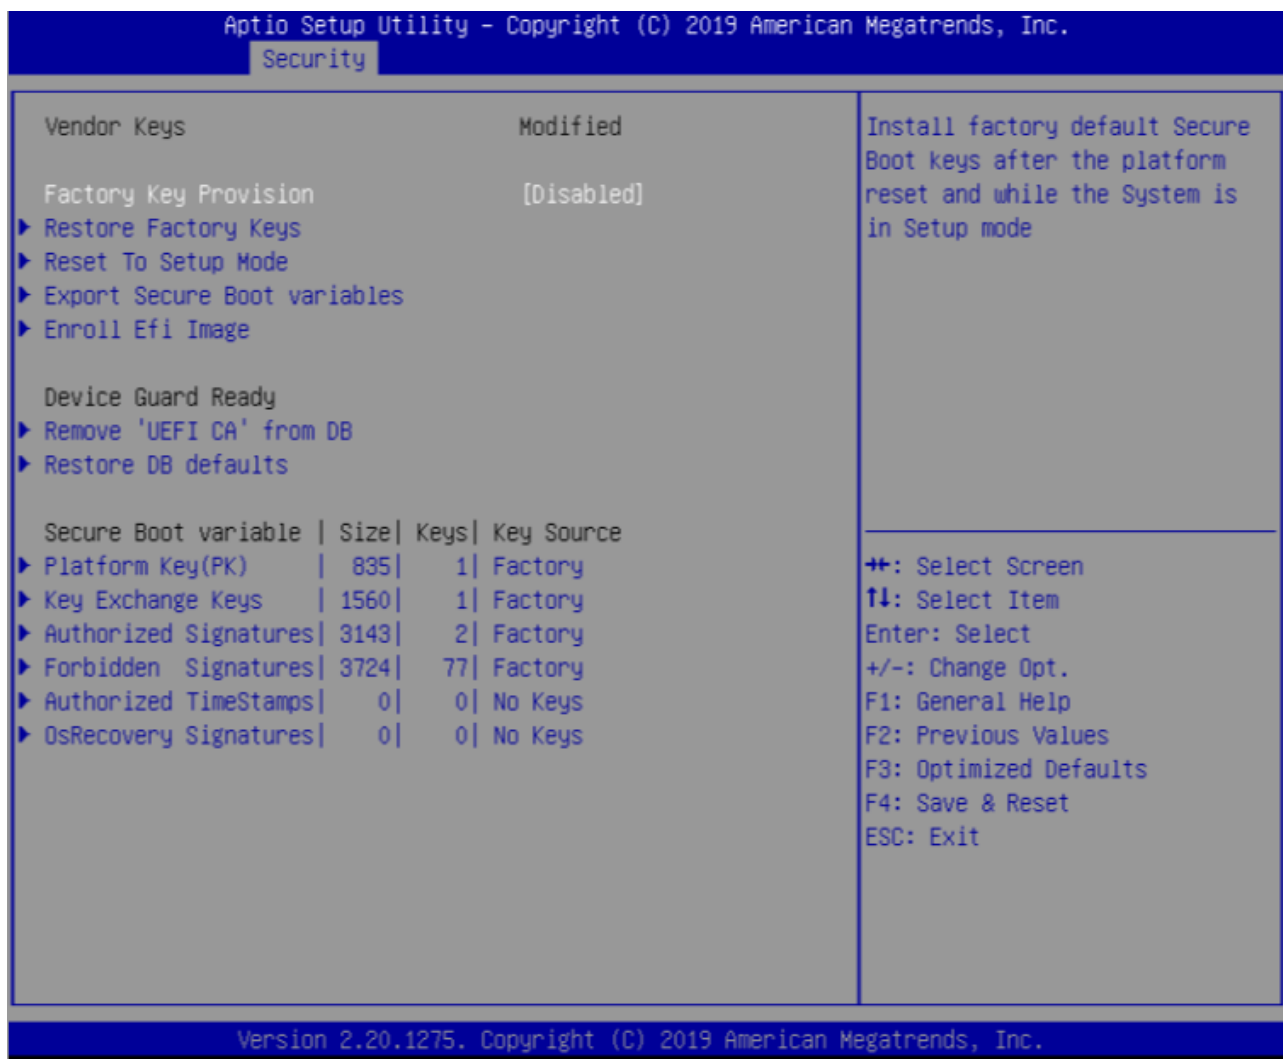 Aptio Setup Utility – Copyright (C) 2019 American Megatrends, Inc.
Security
Vendor Keys Modified
Factory Key Provision [Disabled]
Restore Factory Keys
Reset To Setup Mode
Export Secure Boot variables
Enroll Efi Image
Device Guard Ready
Remove 'UEFI CA' from DB
Restore DB defaults
Secure Boot variable | Size| Keys| Key Source
Platform Key(PK) | 835| 1| Factory
Key Exchange Keys | 1560| 1| Factory
Authorized Signatures| 3143| 2| Factory
Forbidden Signatures| 3724| 77| Factory
Authorized TimeStamps| 0| 0| No Keys
OsRecovery Signatures| 0| 0| No Keys
Install factory default Secure
Boot keys after the platform
reset and while the System is
in Setup mode
→←: Select Screen
↑↓: Select Item
Enter: Select
+/-: Change Opt.
F1: General Help
F2: Previous Values
F3: Optimized Defaults
F4: Save & Reset
ESC: Exit
Version 2.20.1275. Copyright (C) 2019 American Megatrends, Inc.